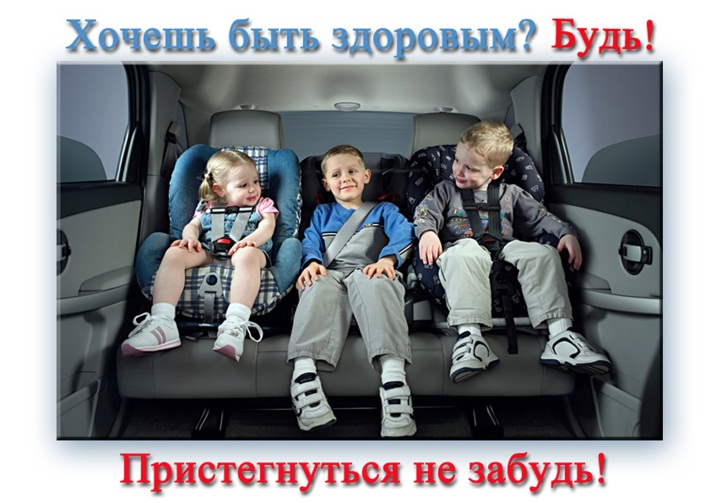 Хочешь быть здоровым? Будь!
Пристегнуться не забудь!